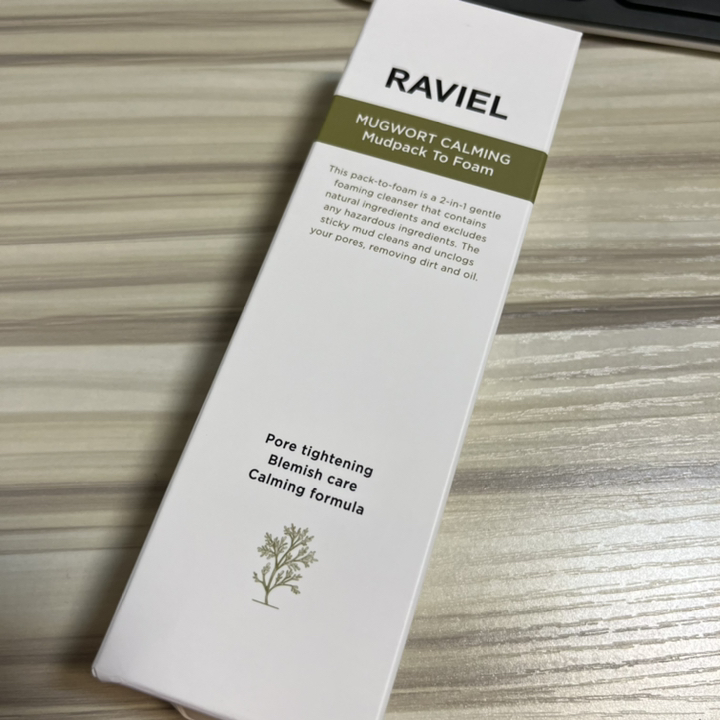 RAVIEL
MUGWORT CALMING
Mudpack To Foam
This pack-to-foam is a 2-in-1 gentle
foaming cleanser that contains
natural ingredients and excludes
any hazardous ingredients. The
sticky mud cleans and unclogs
your pores, removing dirt and oil.
Pore tightening
Blemish care
Calming formula